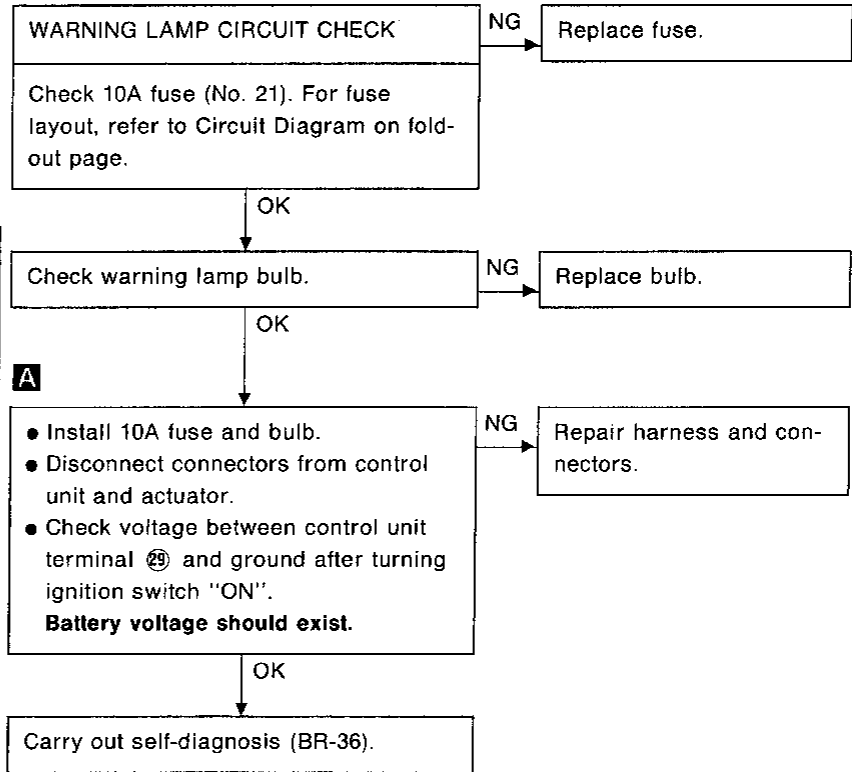 WARNING LAMP CIRCUIT CHECK
NG
Replace fuse.
Check 10A fuse (No. 21). For fuse
layout, refer to Circuit Diagram on fold-
out page.
OK
Check warning lamp bulb.
NG
Replace bulb.
OK
A
● Install 10A fuse and bulb.
● Disconnect connectors from control
unit and actuator.
● Check voltage between control unit
terminal ㉙ and ground after turning
ignition switch "ON".
Battery voltage should exist.
NG
Repair harness and con-
nectors.
OK
Carry out self-diagnosis (BR-36).